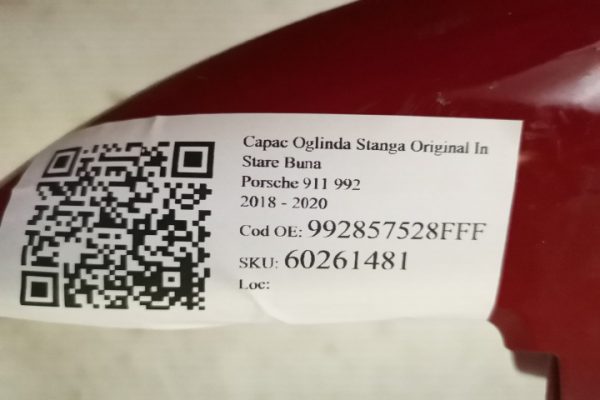 Capac Oglinda Stanga Original In
Stare Buna
Porsche 911 992
2018 - 2020
Cod OE: 992857528FFF
SKU: 60261481
Loc: